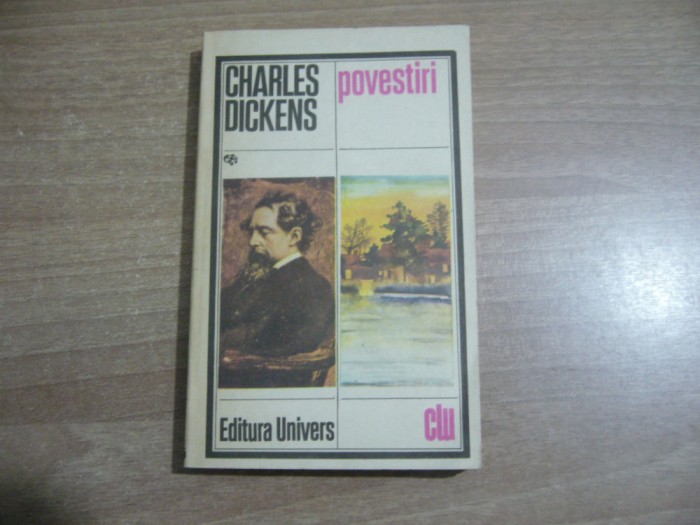 CHARLES
DICKENS
povestiri
Editura Univers
clu